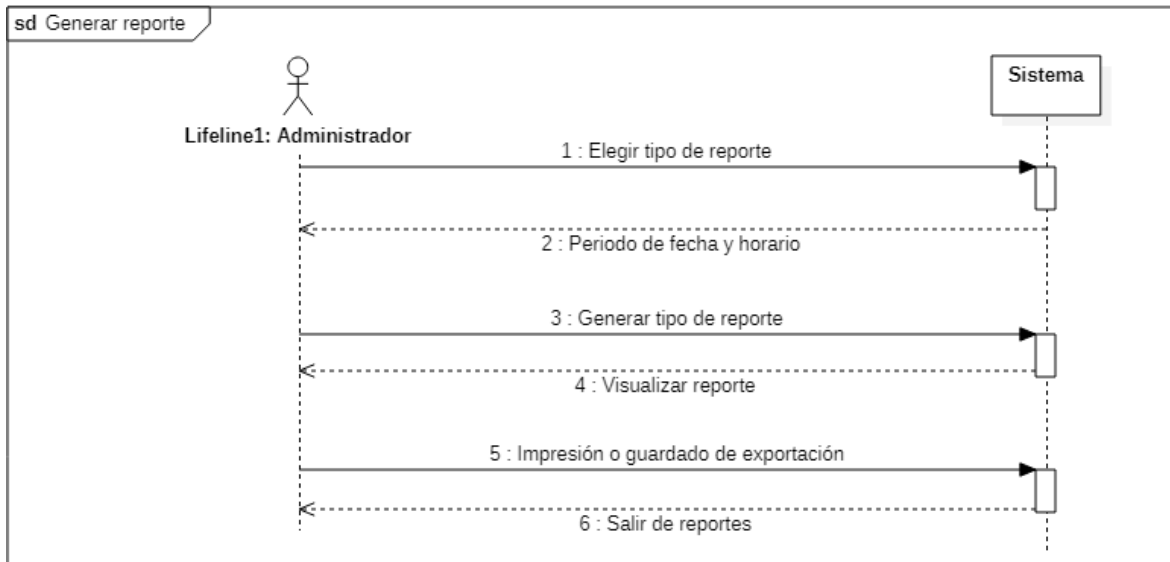 sd Generar reporte
Sistema
Lifeline1: Administrador
1 : Elegir tipo de reporte
2 : Periodo de fecha y horario
3 : Generar tipo de reporte
4 : Visualizar reporte
5 : Impresión o guardado de exportación
6 : Salir de reportes